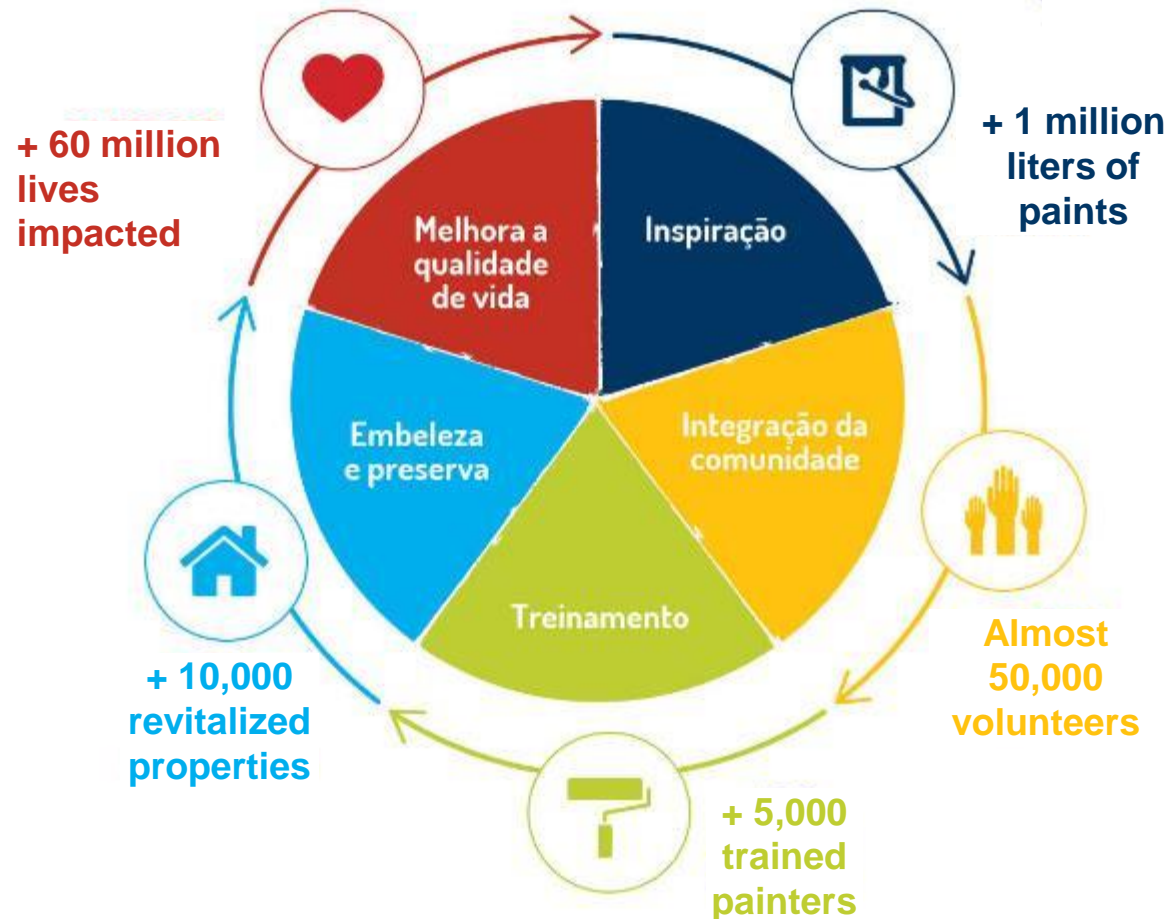 + 60 million
lives
impacted
+ 1 million
liters of
paints
Melhora a
qualidade
de vida
Inspiração
Embeleza
e preserva
Integração da
comunidade
Treinamento
Almost
50,000
volunteers
+ 10,000
revitalized
properties
+ 5,000
trained
painters